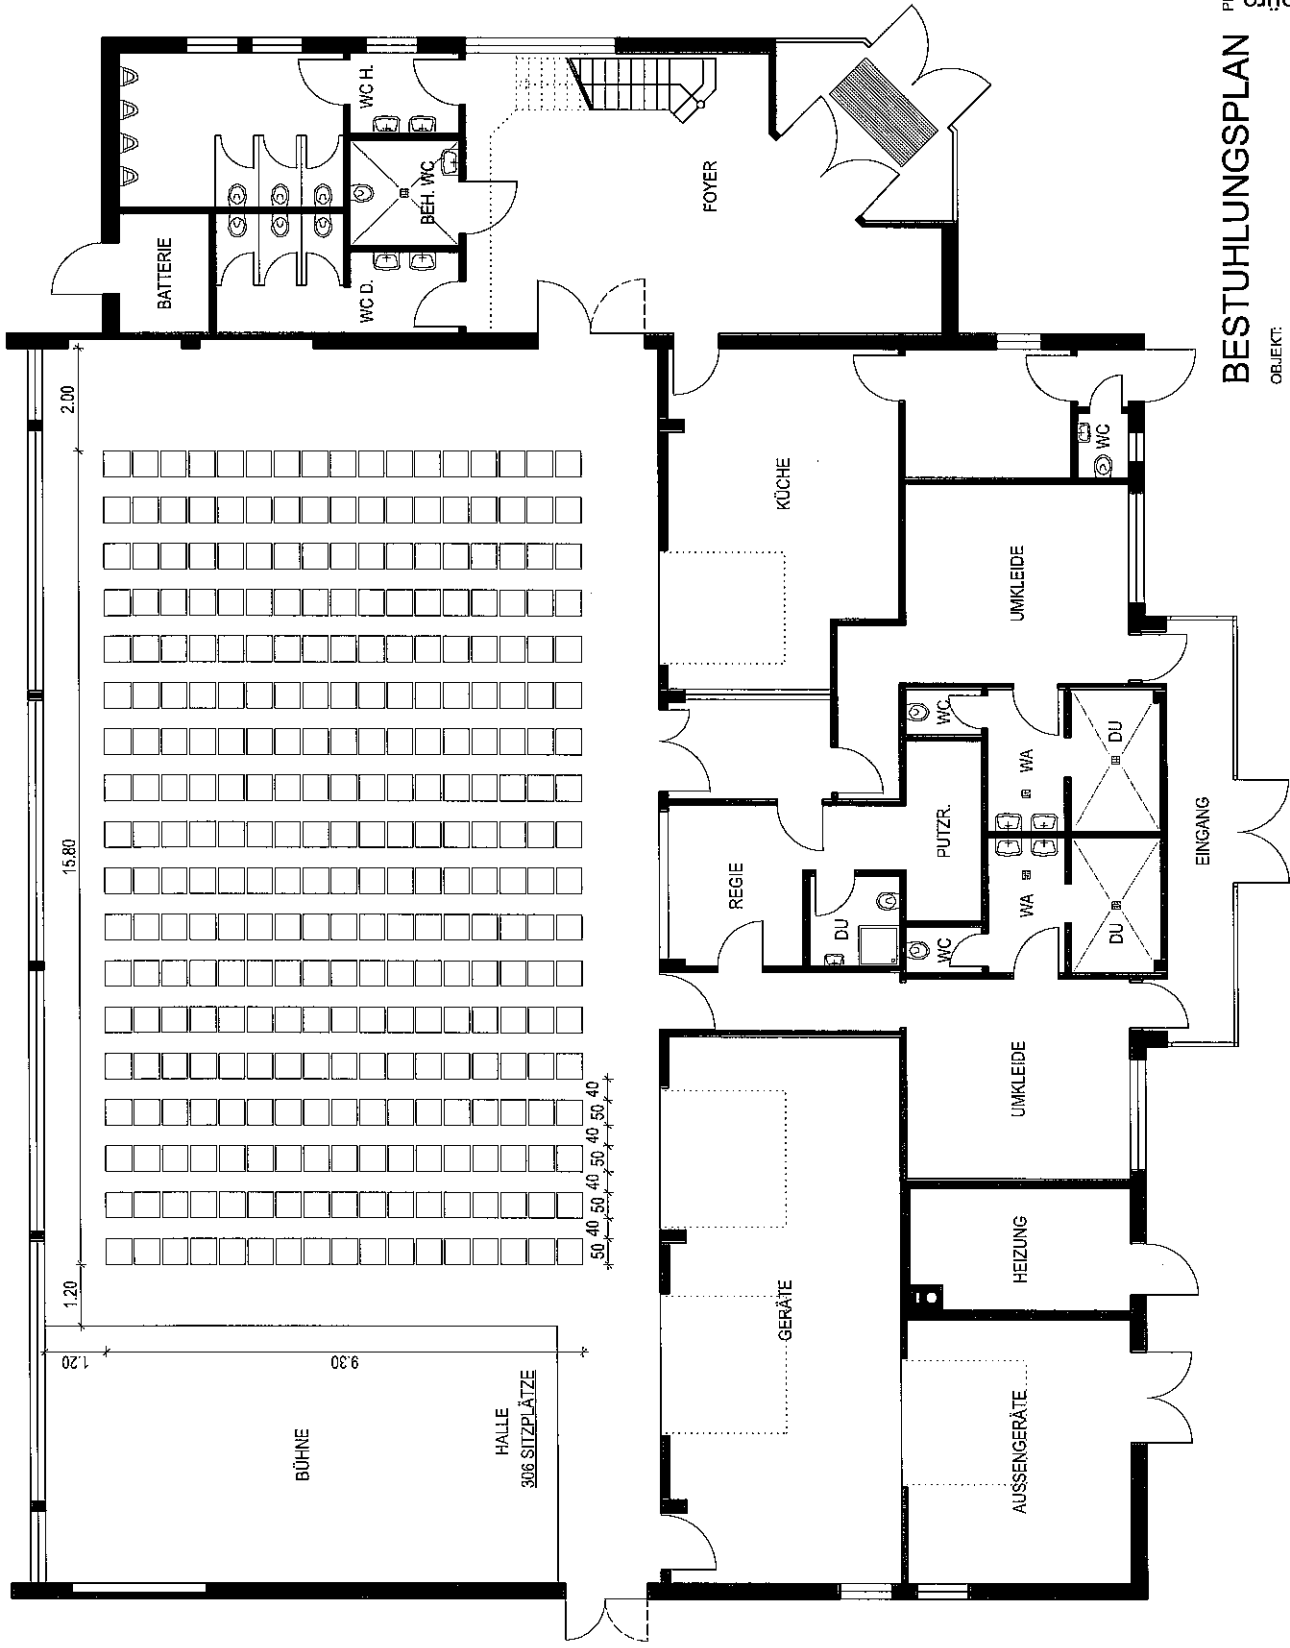 BESTUHLUNGSPLAN
OBJEKT:
WC H.
BEH. WC
WC D.
BATTERIE
FOYER
2.00
15.80
1.20
1.20
9.30
50 40 50 40 50 40 50 40
BÜHNE
HALLE
306 SITZPLÄTZE
KÜCHE
WC
UMKLEIDE
WC
WA
DU
PUTZR.
REGIE
DU
WC
WA
DU
EINGANG
UMKLEIDE
GERÄTE
HEIZUNG
AUSSENGERÄTE